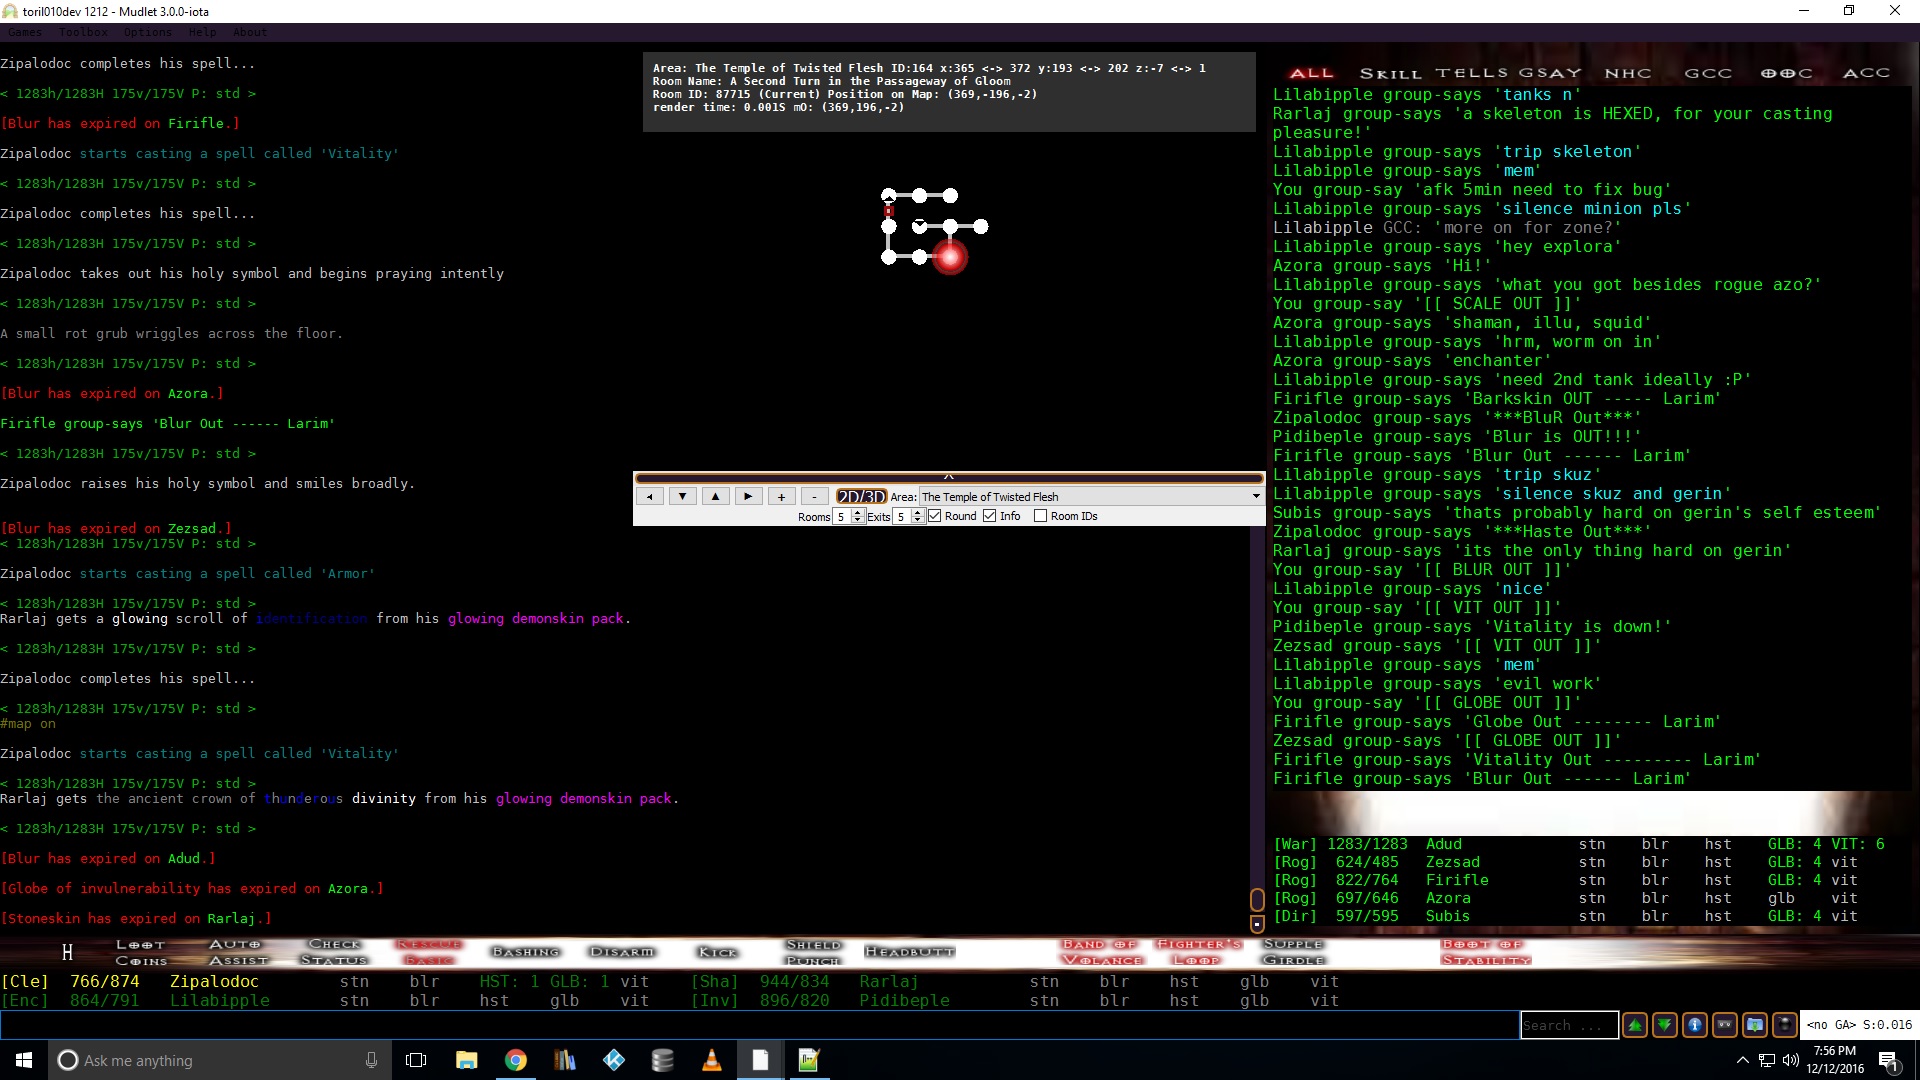 toril010dev 1212 - Mudlet 3.0.0-iota
Games Toolbox Options Help About
Zipalodoc completes his spell...
< 1283h/1283H 175v/175V P: std >
[Blur has expired on Firifle.]
Zipalodoc starts casting a spell called 'Vitality'
< 1283h/1283H 175v/175V P: std >
Zipalodoc completes his spell...
< 1283h/1283H 175v/175V P: std >
Zipalodoc takes out his holy symbol and begins praying intently
< 1283h/1283H 175v/175V P: std >
A small rot grub wriggles across the floor.
< 1283h/1283H 175v/175V P: std >
[Blur has expired on Azora.]
Firifle group-says 'Blur Out ------ Larim'
< 1283h/1283H 175v/175V P: std >
Zipalodoc raises his holy symbol and smiles broadly.
[Blur has expired on Zezsad.]
< 1283h/1283H 175v/175V P: std >
Zipalodoc starts casting a spell called 'Armor'
< 1283h/1283H 175v/175V P: std >
Rarlaj gets a glowing scroll of identification from his glowing demonskin pack.
< 1283h/1283H 175v/175V P: std >
Zipalodoc completes his spell...
< 1283h/1283H 175v/175V P: std >
#map on
Zipalodoc starts casting a spell called 'Vitality'
< 1283h/1283H 175v/175V P: std >
Rarlaj gets the ancient crown of thunderous divinity from his glowing demonskin pack.
< 1283h/1283H 175v/175V P: std >
[Blur has expired on Adud.]
[Globe of invulnerability has expired on Azora.]
[Stoneskin has expired on Rarlaj.]
Area: The Temple of Twisted Flesh ID:164 x:365 <-> 372 y:193 <-> 202 z:-7 <-> 1
Room Name: A Second Turn in the Passageway of Gloom
Room ID: 87715 (Current) Position on Map: (369,-196,-2)
render time: 0.001S mO: (369,196,-2)
^
+ - 2D/3D Area: The Temple of Twisted Flesh
Rooms 5 Exits 5 Round Info Room IDs
ALL SKILL TELLS GSAY NHC GCC OOC ACC
Lilabipple group-says 'tanks n'
Rarlaj group-says 'a skeleton is HEXED, for your casting
pleasure!'
Lilabipple group-says 'trip skeleton'
Lilabipple group-says 'mem'
You group-say 'afk 5min need to fix bug'
Lilabipple group-says 'silence minion pls'
Lilabipple GCC: 'more on for zone?'
Lilabipple group-says 'hey explora'
Azora group-says 'Hi!'
Lilabipple group-says 'what you got besides rogue azo?'
You group-say '[[ SCALE OUT ]]'
Azora group-says 'shaman, illu, squid'
Lilabipple group-says 'hrm, worm on in'
Azora group-says 'enchanter'
Lilabipple group-says 'need 2nd tank ideally :P'
Firifle group-says 'Barkskin OUT ----- Larim'
Zipalodoc group-says '***BluR Out***'
Pidibeple group-says 'Blur is OUT!!!'
Firifle group-says 'Blur Out ------ Larim'
Lilabipple group-says 'trip skuz'
Lilabipple group-says 'silence skuz and gerin'
Subis group-says 'thats probably hard on gerin's self esteem'
Zipalodoc group-says '***Haste Out***'
Rarlaj group-says 'its the only thing hard on gerin'
You group-say '[[ BLUR OUT ]]'
Lilabipple group-says 'nice'
You group-say '[[ VIT OUT ]]'
Pidibeple group-says 'Vitality is down!'
Zezsad group-says '[[ VIT OUT ]]'
Lilabipple group-says 'mem'
Lilabipple group-says 'evil work'
You group-say '[[ GLOBE OUT ]]'
Firifle group-says 'Globe Out -------- Larim'
Zezsad group-says '[[ GLOBE OUT ]]'
Firifle group-says 'Vitality Out --------- Larim'
Firifle group-says 'Blur Out ------ Larim'
[War] 1283/1283 Adud stn blr hst GLB: 4 VIT: 6
[Rog] 624/485 Zezsad stn blr hst GLB: 4 vit
[Rog] 822/764 Firifle stn blr hst GLB: 4 vit
[Rog] 697/646 Azora stn blr hst glb vit
[Dir] 597/595 Subis stn blr hst GLB: 4 vit
H LOOT COINS AUTO ASSIST CHECK STATUS RESCUE BASIC BASHING DISARM KICK SHIELD PUNCH HEADBUTT BAND OF VOLANCE FIGHTER'S LOOP SUPPLE GIRDLE BOOT OF STABILITY
[Cle] 766/874 Zipalodoc stn blr HST: 1 GLB: 1 vit [Sha] 944/834 Rarlaj stn blr hst glb vit
[Enc] 864/791 Lilabipple stn blr hst glb vit [Inv] 896/820 Pidibeple stn blr hst glb vit
Search ... <no GA> S:0.016
Ask me anything
7:56 PM
12/12/2016
1